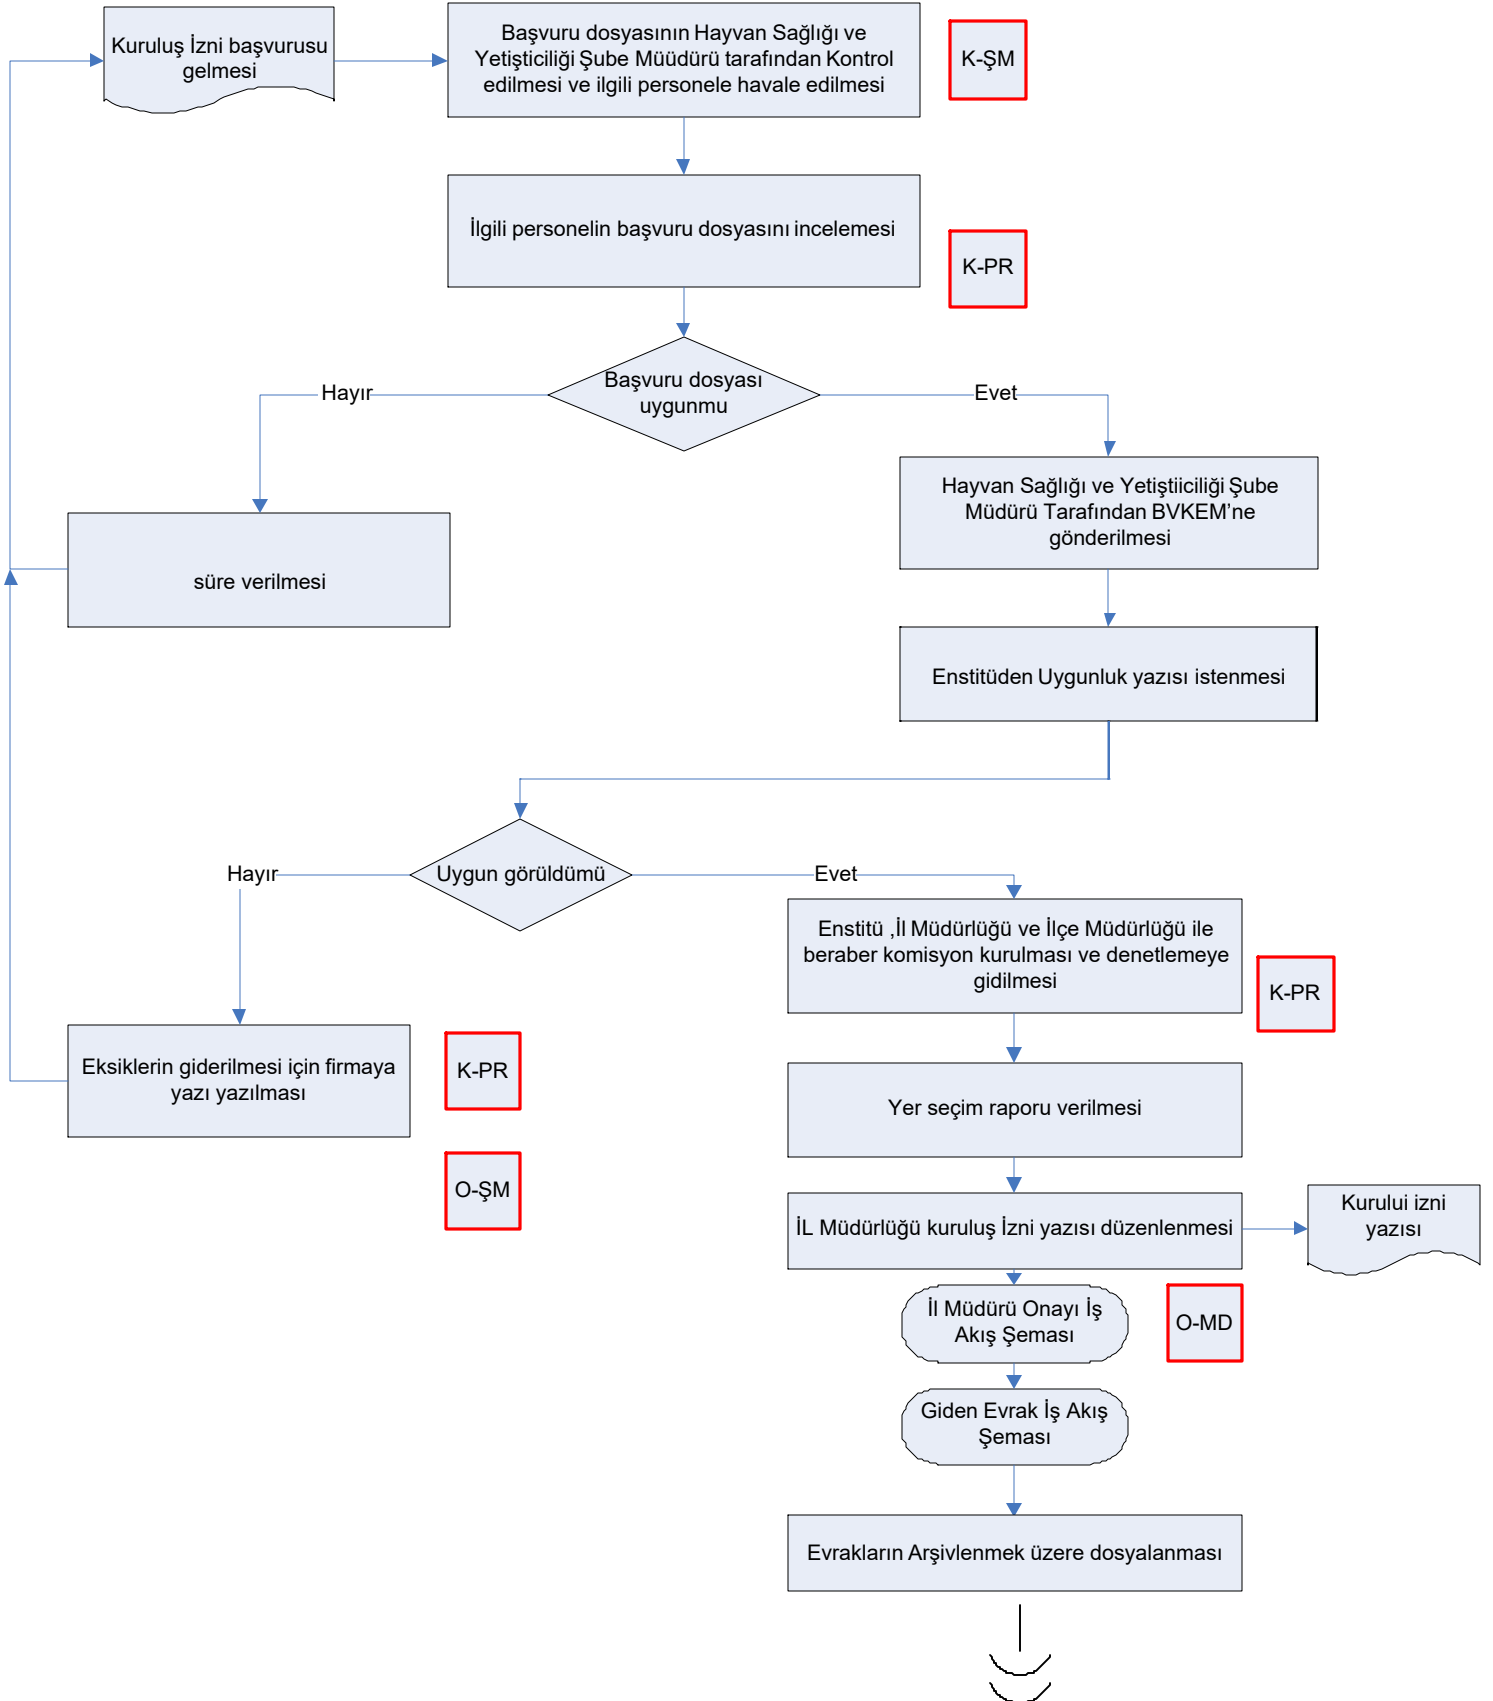 Kuruluş İzni başvurusu
gelmesi
Başvuru dosyasının Hayvan Sağlığı ve
Yetişticiliği Şube Müüdürü tarafından Kontrol
edilmesi ve ilgili personele havale edilmesi
K-ŞM
İlgili personelin başvuru dosyasını incelemesi
K-PR
Başvuru dosyası
uygunmu
Hayır
Evet
Hayvan Sağlığı ve Yetiştiiciliği Şube
Müdürü Tarafından BVKEM’ne
gönderilmesi
süre verilmesi
Enstitüden Uygunluk yazısı istenmesi
Uygun görüldümü
Hayır
Evet
Enstitü ,İl Müdürlüğü ve İlçe Müdürlüğü ile
beraber komisyon kurulması ve denetlemeye
gidilmesi
K-PR
Eksiklerin giderilmesi için firmaya
yazı yazılması
K-PR
O-ŞM
Yer seçim raporu verilmesi
İL Müdürlüğü kuruluş İzni yazısı düzenlenmesi
Kurului izni
yazısı
İl Müdürü Onayı İş
Akış Şeması
O-MD
Giden Evrak İş Akış
Şeması
Evrakların Arşivlenmek üzere dosyalanması